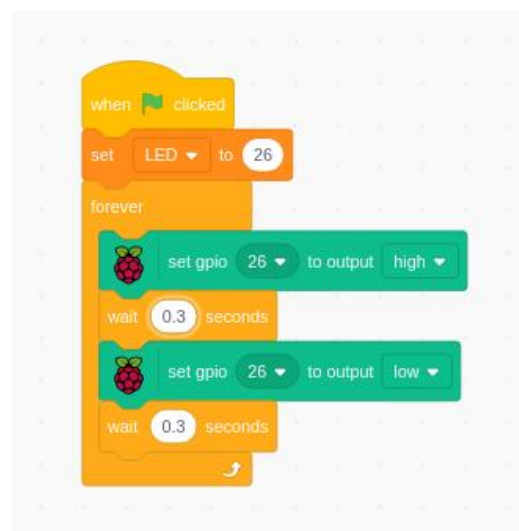 when clicked
set LED to 26
forever
set gpio 26 to output high
wait 0.3 seconds
set gpio 26 to output low
wait 0.3 seconds